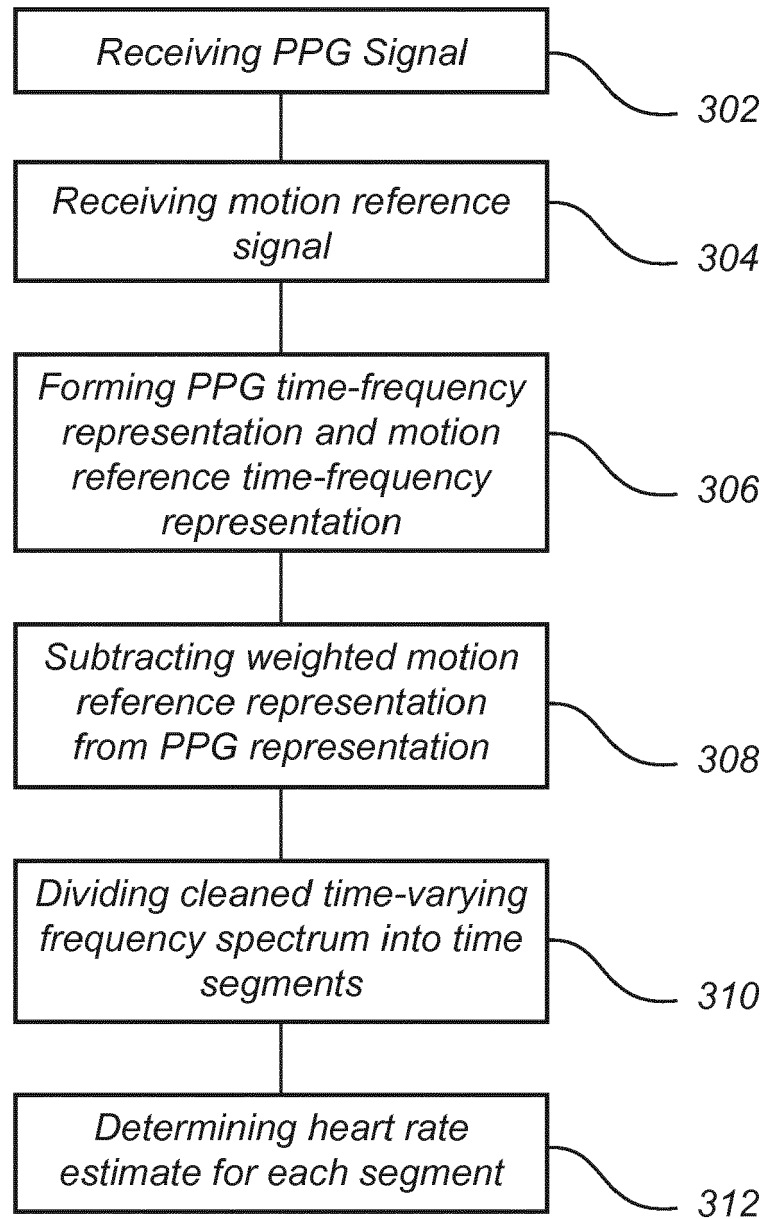 Receiving PPG Signal
302
Receiving motion reference
signal
304
Forming PPG time-frequency
representation and motion
reference time-frequency
representation
306
Subtracting weighted motion
reference representation
from PPG representation
308
Dividing cleaned time-varying
frequency spectrum into time
segments
310
Determining heart rate
estimate for each segment
312